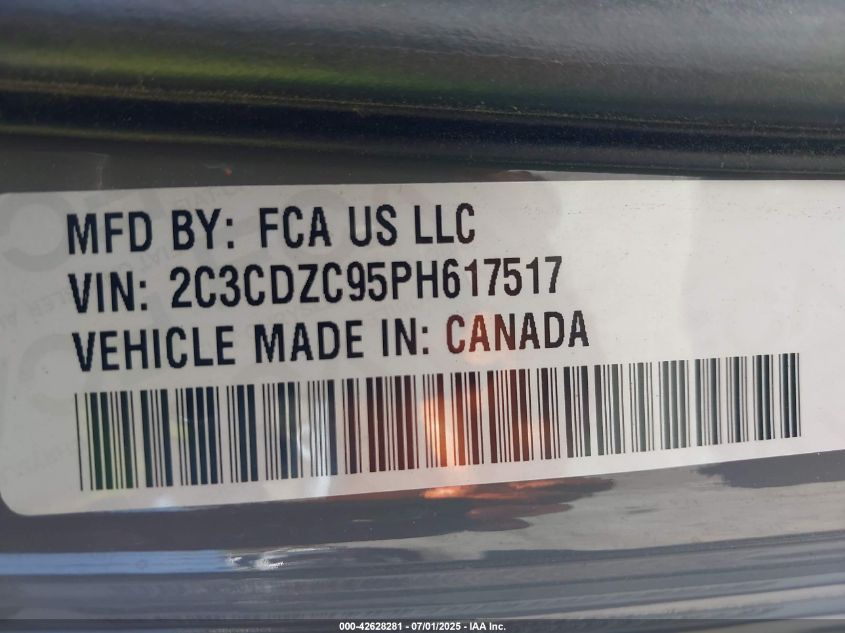 MFD BY: FCA US LLC
VIN: 2C3CDZC95PH617517
VEHICLE MADE IN: CANADA
000-42628281 - 07/01/2025 - IAA Inc.